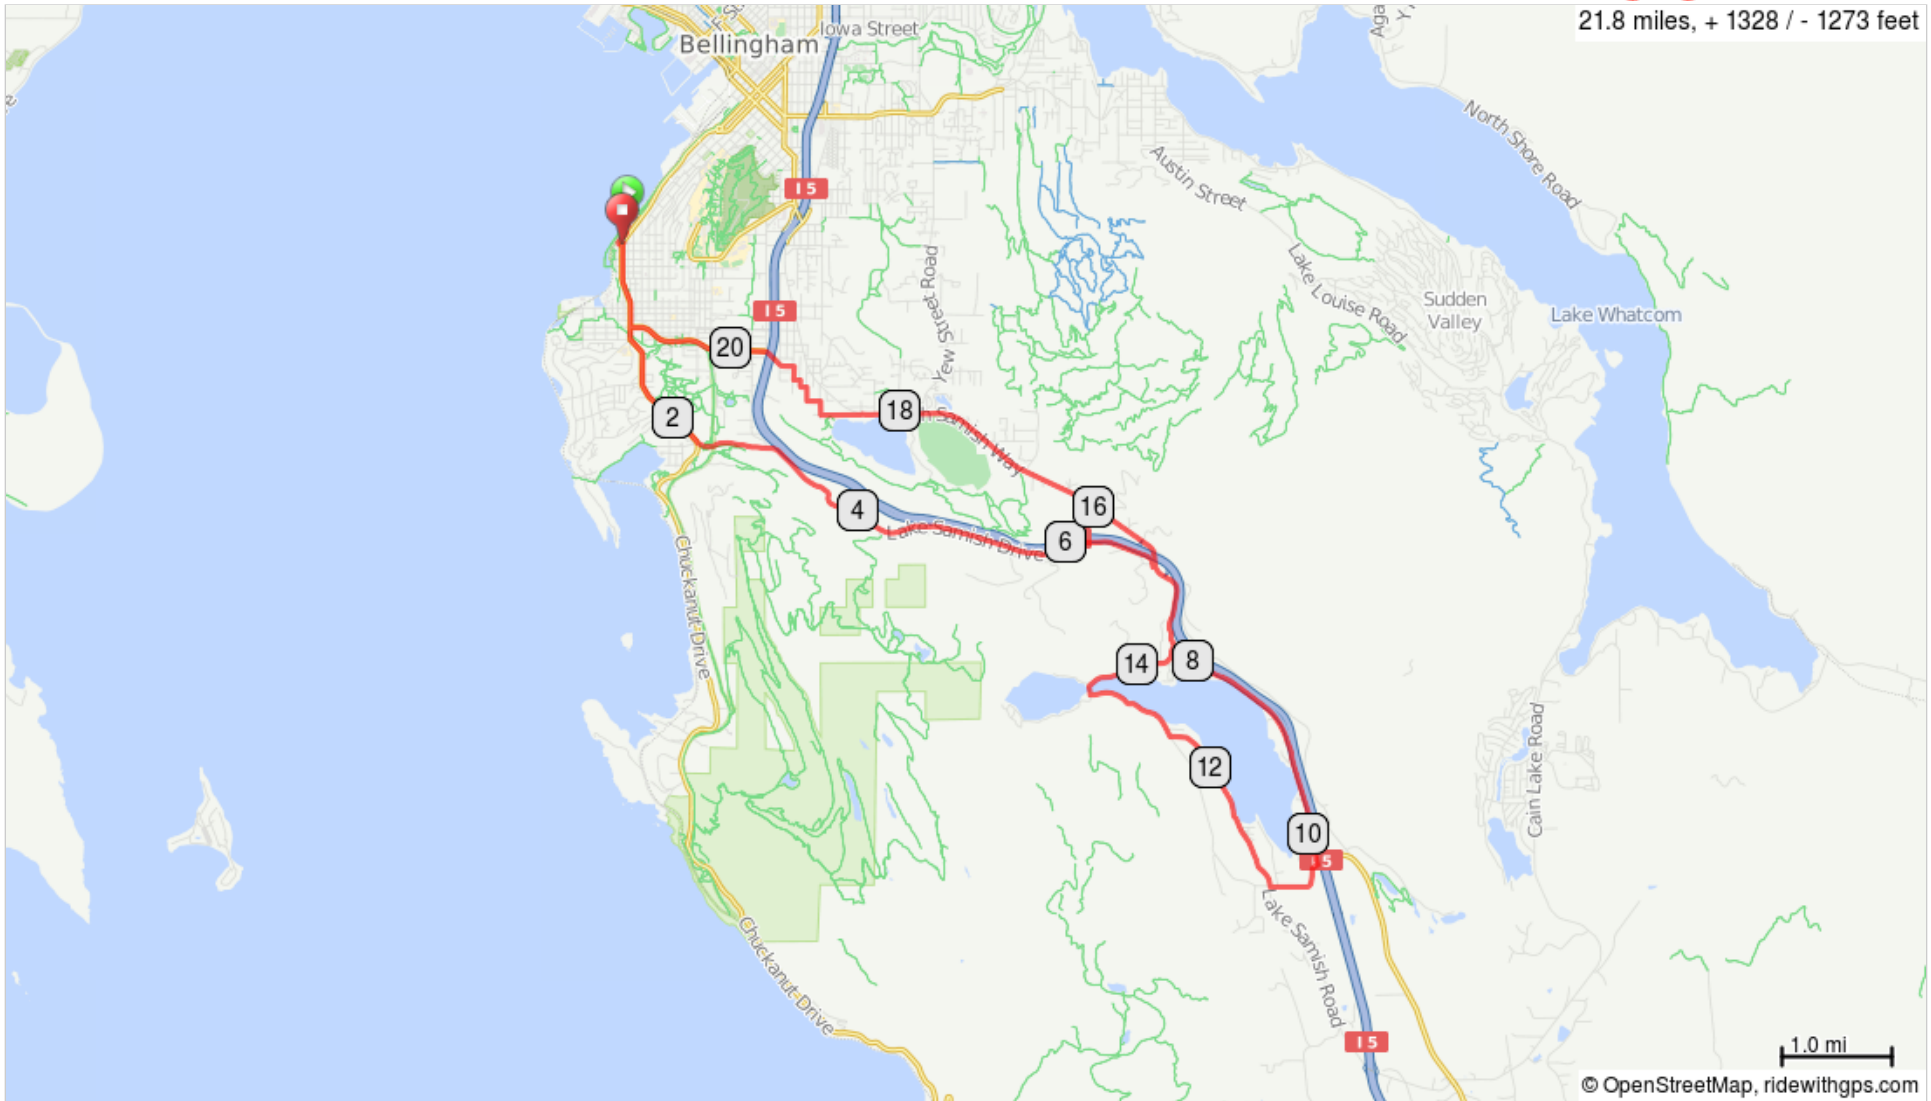 21.8 miles, + 1328 / - 1273 feet
Iowa Street
Bellingham
North Shore Road
Austin Street
I 5
Yew Street Road
Lake Louise Road
Sudden
Valley
Lake Whatcom
I 5
20
18
2
Samish Way
16
4
Lake Samish Drive
6
Chuckanut Drive
14
8
12
Cain Lake Road
10
I 5
Lake Samish Road
Chuckanut Drive
I 5
1.0 mi
© OpenStreetMap, ridewithgps.com